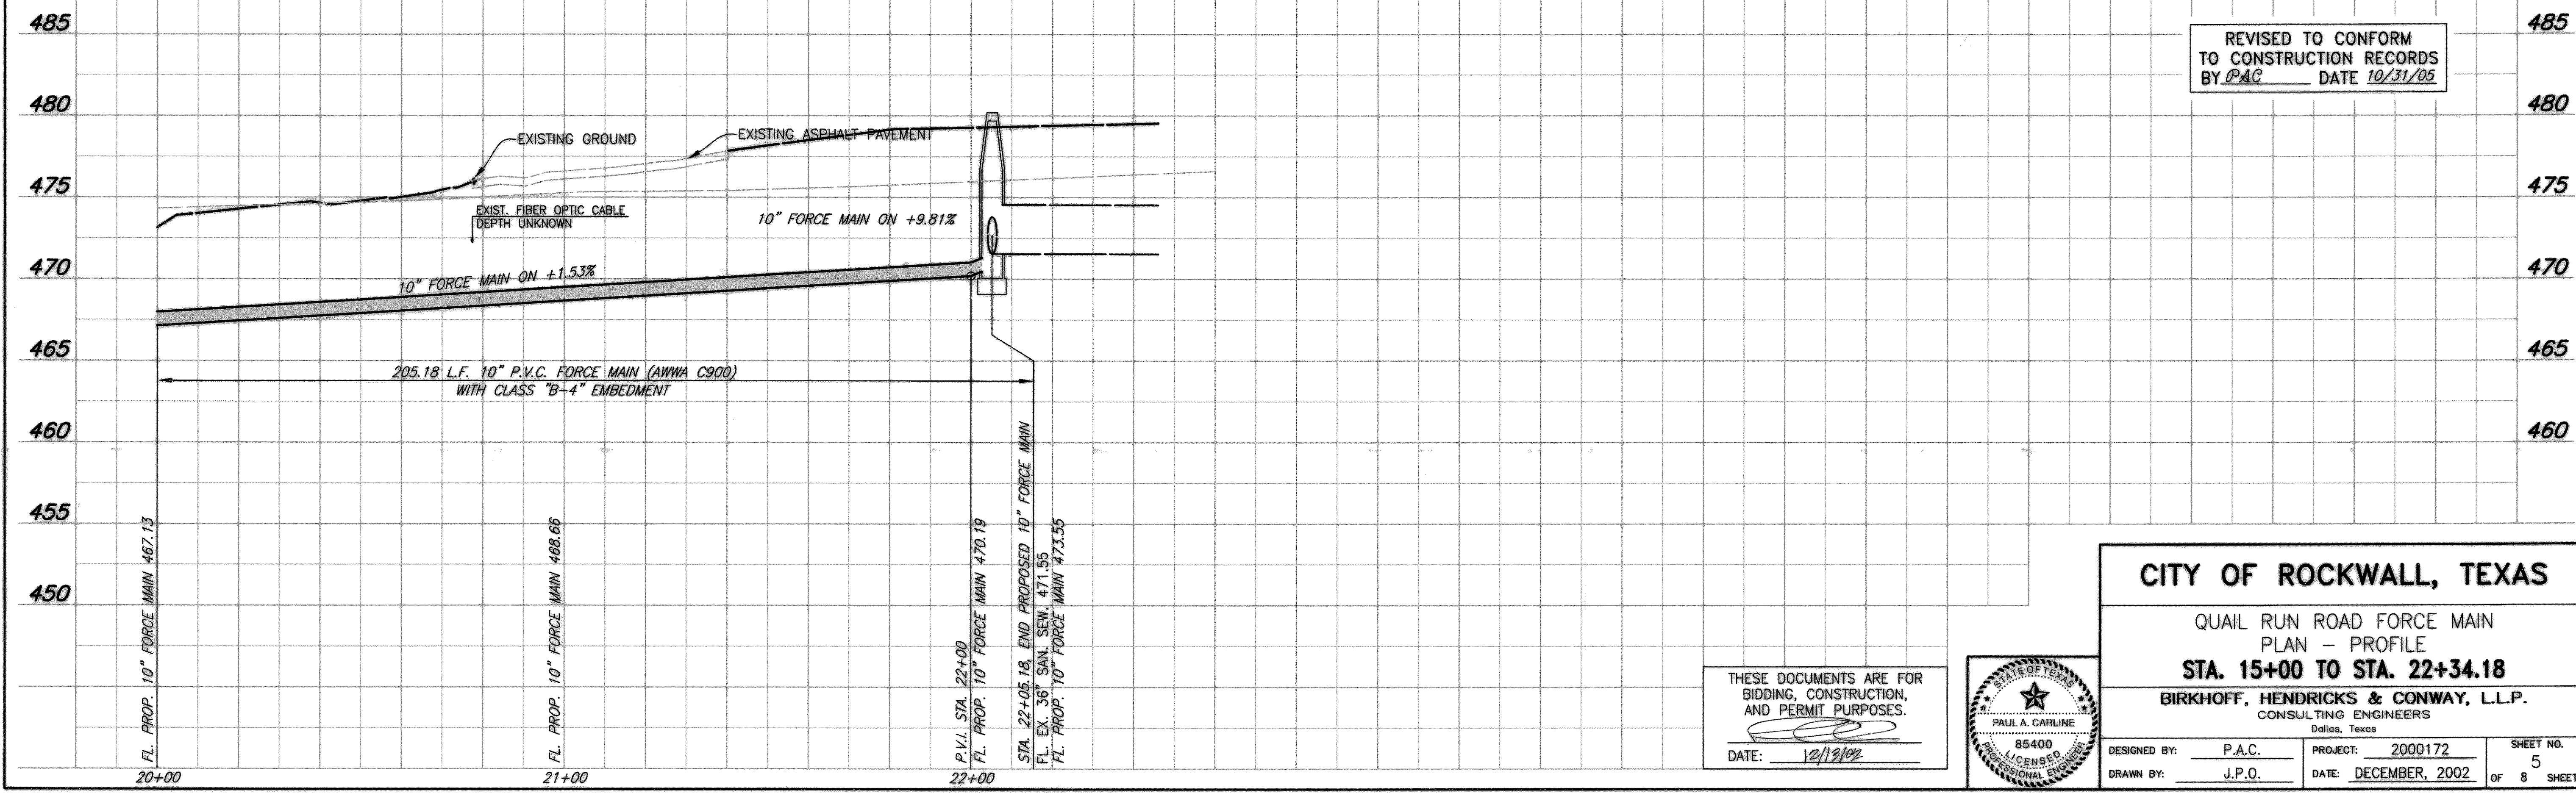 485
480
475
470
465
460
455
450
485
480
475
470
465
460
REVISED TO CONFORM
TO CONSTRUCTION RECORDS
BY PAC DATE 10/31/05
EXISTING GROUND
EXISTING ASPHALT PAVEMENT
EXIST. FIBER OPTIC CABLE
DEPTH UNKNOWN
10" FORCE MAIN ON +9.81%
10" FORCE MAIN ON +1.53%
205.18 L.F. 10" P.V.C. FORCE MAIN (AWWA C900)
WITH CLASS "B-4" EMBEDMENT
FL. PROP. 10" FORCE MAIN 467.13
FL. PROP. 10" FORCE MAIN 468.66
P.V.I. STA. 22+00
FL. PROP. 10" FORCE MAIN 470.19
STA. 22+05.18, END PROPOSED 10" FORCE MAIN
FL. EX. 36" SAN. SEW. 471.55
FL. PROP. 10" FORCE MAIN 473.55
20+00
21+00
22+00
THESE DOCUMENTS ARE FOR
BIDDING, CONSTRUCTION,
AND PERMIT PURPOSES.
DATE: 12/13/02
STATE OF TEXAS
PAUL A. CARLINE
85400
LICENSED
PROFESSIONAL ENGINEER
CITY OF ROCKWALL, TEXAS
QUAIL RUN ROAD FORCE MAIN
PLAN - PROFILE
STA. 15+00 TO STA. 22+34.18
BIRKHOFF, HENDRICKS & CONWAY, L.L.P.
CONSULTING ENGINEERS
Dallas, Texas
DESIGNED BY: P.A.C.
DRAWN BY: J.P.O.
PROJECT: 2000172
DATE: DECEMBER, 2002
SHEET NO.
5
OF 8 SHEET